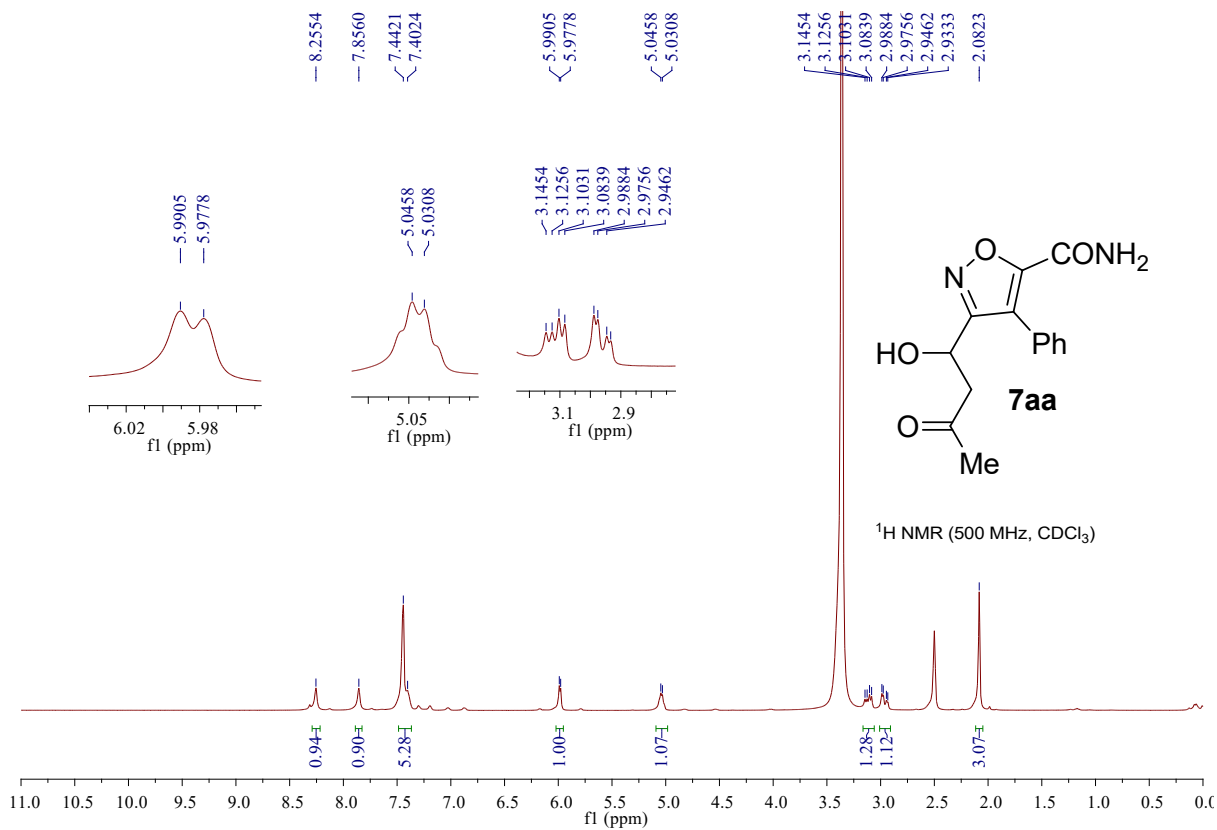 8.2554
7.8560
7.4421
7.4024
5.9905
5.9778
5.0458
5.0308
3.1454
3.1256
3.1031
3.0839
2.9884
2.9756
2.9462
2.9333
2.0823
5.9905
5.9778
6.02 5.98
f1 (ppm)
5.0458
5.0308
5.05
f1 (ppm)
3.1454
3.1256
3.1031
3.0839
2.9884
2.9756
2.9462
3.1 2.9
f1 (ppm)
O
N
CONH2
HO
Ph
7aa
O
Me
1H NMR (500 MHz, CDCl3)
0.94 0.90 5.28 1.00 1.07 1.28 1.12 3.07
11.0 10.5 10.0 9.5 9.0 8.5 8.0 7.5 7.0 6.5 6.0 5.5 5.0 4.5 4.0 3.5 3.0 2.5 2.0 1.5 1.0 0.5 0.0
f1 (ppm)